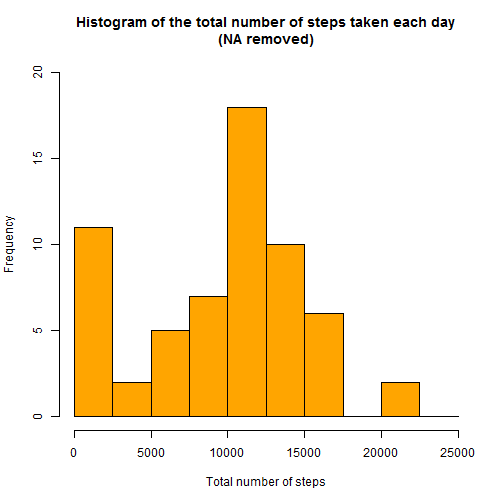 Histogram of the total number of steps taken each day
(NA removed)
Frequency
20
15
10
5
0
0 5000 10000 15000 20000 25000
Total number of steps